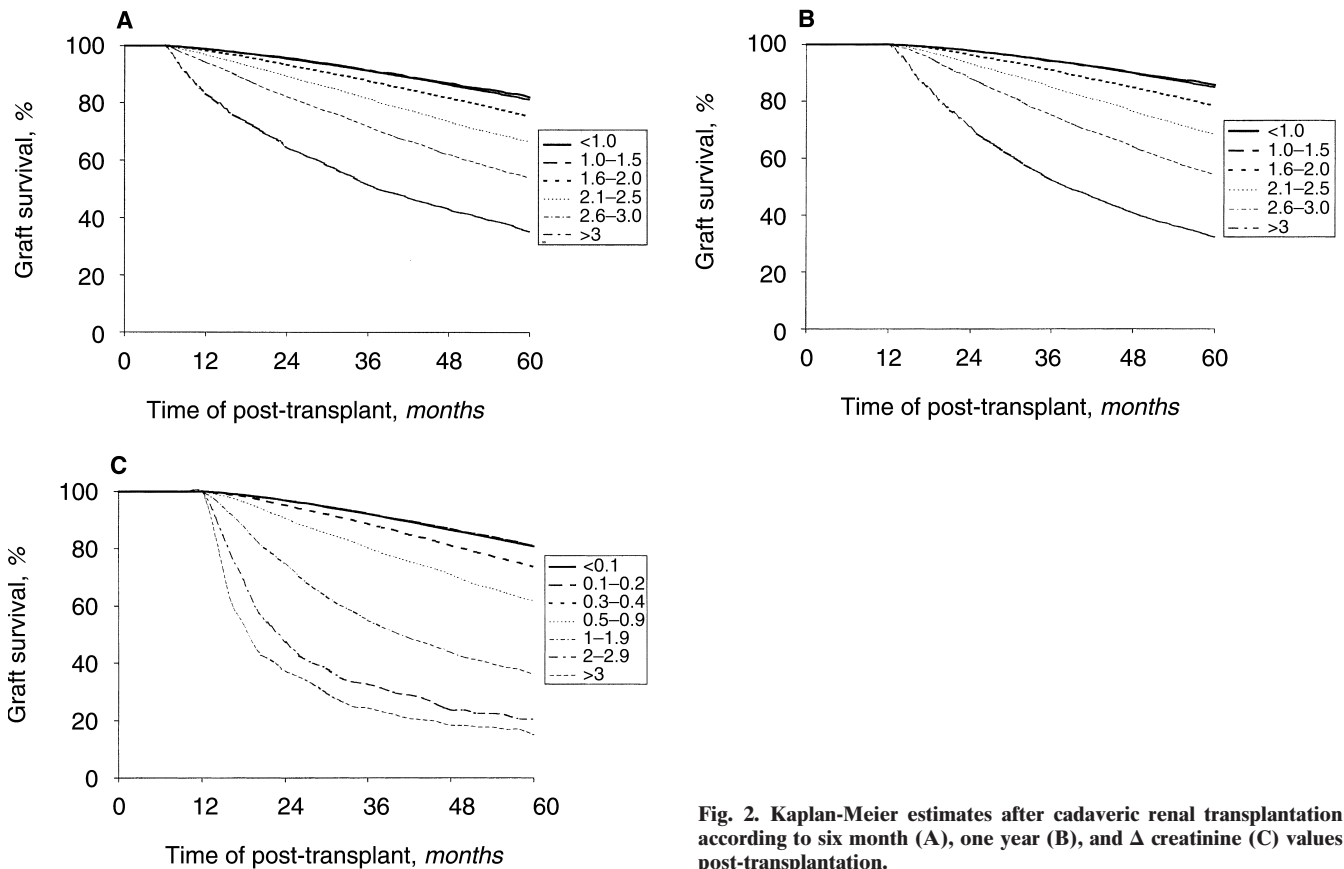 A
100
80
60
40
20
0
Graft survival, %
0 12 24 36 48 60
Time of post-transplant, months
<1.0
1.0–1.5
1.6–2.0
2.1–2.5
2.6–3.0
>3
B
100
80
60
40
20
0
Graft survival, %
0 12 24 36 48 60
Time of post-transplant, months
<1.0
1.0–1.5
1.6–2.0
2.1–2.5
2.6–3.0
>3
C
100
80
60
40
20
0
Graft survival, %
0 12 24 36 48 60
Time of post-transplant, months
<0.1
0.1–0.2
0.3–0.4
0.5–0.9
1–1.9
2–2.9
>3
Fig. 2. Kaplan-Meier estimates after cadaveric renal transplantation
according to six month (A), one year (B), and Δ creatinine (C) values
post-transplantation.